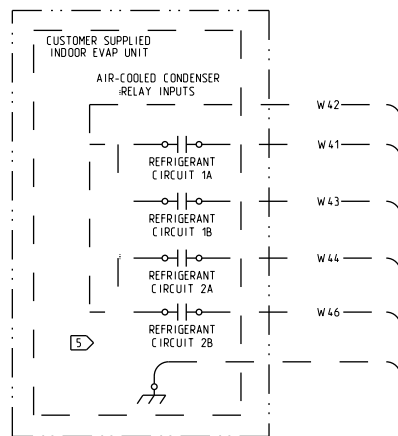 CUSTOMER SUPPLIED
INDOOR EVAP UNIT
AIR-COOLED CONDENSER
RELAY INPUTS
W42
W41
REFRIGERANT
CIRCUIT 1A
W43
REFRIGERANT
CIRCUIT 1B
W44
REFRIGERANT
CIRCUIT 2A
W46
REFRIGERANT
CIRCUIT 2B
5